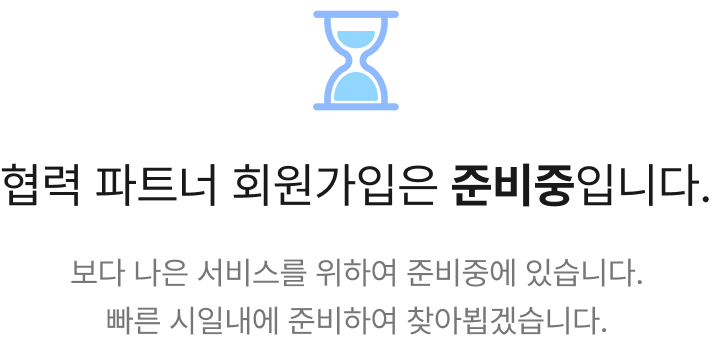 협력 파트너 회원가입은 준비중입니다.
보다 나은 서비스를 위하여 준비중에 있습니다.
빠른 시일내에 준비하여 찾아뵙겠습니다.